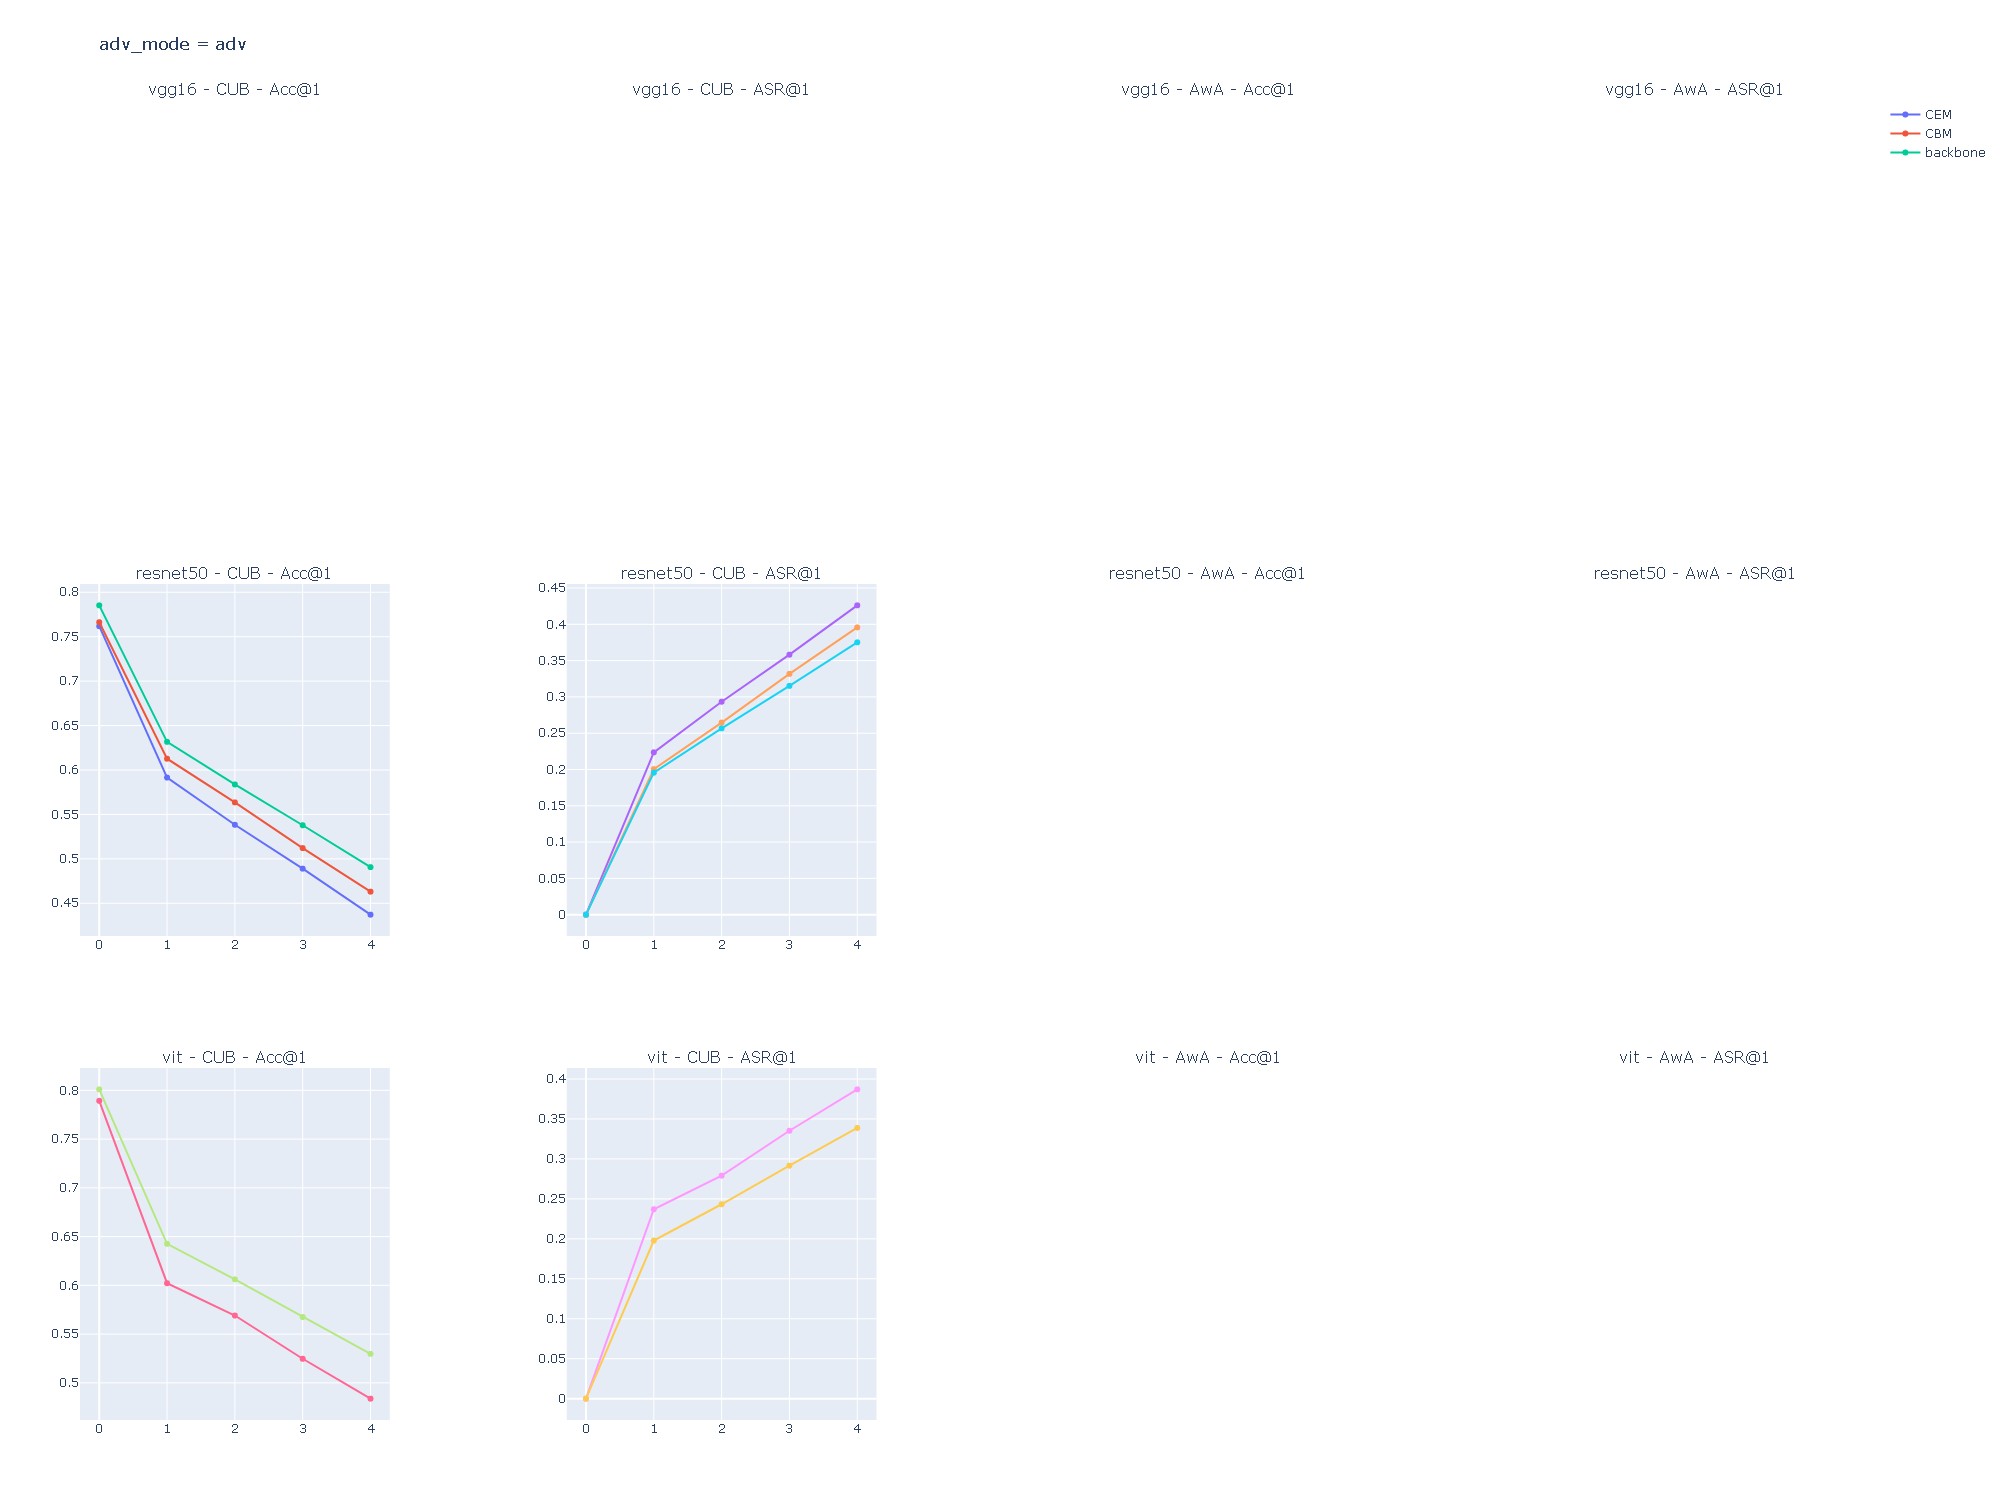 adv_mode = adv
vgg16 - CUB - Acc@1
vgg16 - CUB - ASR@1
vgg16 - AwA - Acc@1
vgg16 - AwA - ASR@1
CEM
CBM
backbone
resnet50 - CUB - Acc@1
0.8
0.75
0.7
0.65
0.6
0.55
0.5
0.45
0 1 2 3 4
resnet50 - CUB - ASR@1
0.45
0.4
0.35
0.3
0.25
0.2
0.15
0.1
0.05
0
0 1 2 3 4
resnet50 - AwA - Acc@1
resnet50 - AwA - ASR@1
vit - CUB - Acc@1
0.8
0.75
0.7
0.65
0.6
0.55
0.5
0 1 2 3 4
vit - CUB - ASR@1
0.4
0.35
0.3
0.25
0.2
0.15
0.1
0.05
0
0 1 2 3 4
vit - AwA - Acc@1
vit - AwA - ASR@1